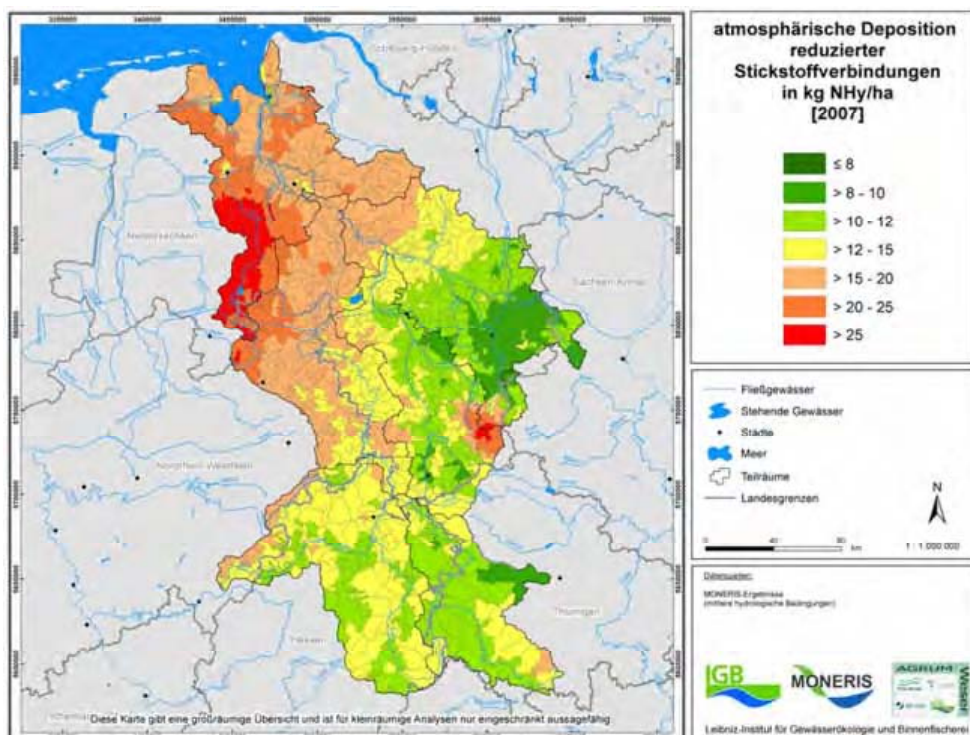 atmosphärische Deposition
reduzierter
Stickstoffverbindungen
in kg NHy/ha
[2007]
≤ 8
> 8 - 10
> 10 - 12
> 12 - 15
> 15 - 20
> 20 - 25
> 25
Fließgewässer
Stehende Gewässer
Städte
Meer
Teilräume
Landesgrenzen
N
0 40 80
km
1 : 1 000 000
Datenquellen:
MONERIS-Ergebnisse
(mittlere hydrologische Bedingungen)
IGB
MONERIS
AGRUM
Weser
Leibniz-Institut für Gewässerökologie und Binnenfischerei
Niedersachsen
Sachsen-Anhalt
Nordrhein-Westfalen
Thüringen
Hessen
Diese Karte gibt eine großräumige Übersicht und ist für kleinräumige Analysen nur eingeschränkt aussagefähig